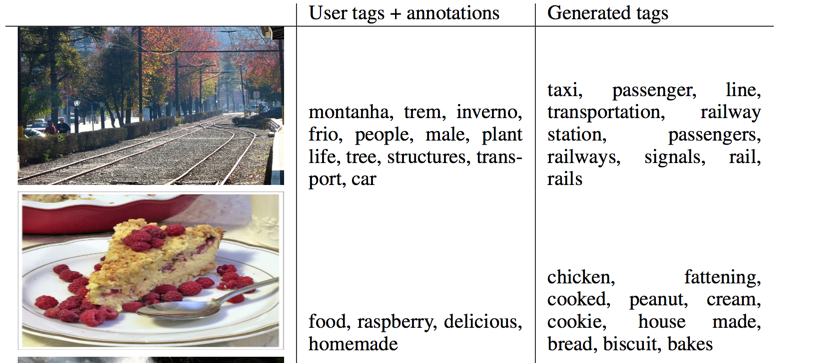 User tags + annotations
Generated tags
montanha, trem, inverno,
frio, people, male, plant
life, tree, structures, trans-
port, car
taxi, passenger, line,
transportation, railway
station, passengers,
railways, signals, rail,
rails
food, raspberry, delicious,
homemade
chicken, fattening,
cooked, peanut, cream,
cookie, house made,
bread, biscuit, bakes